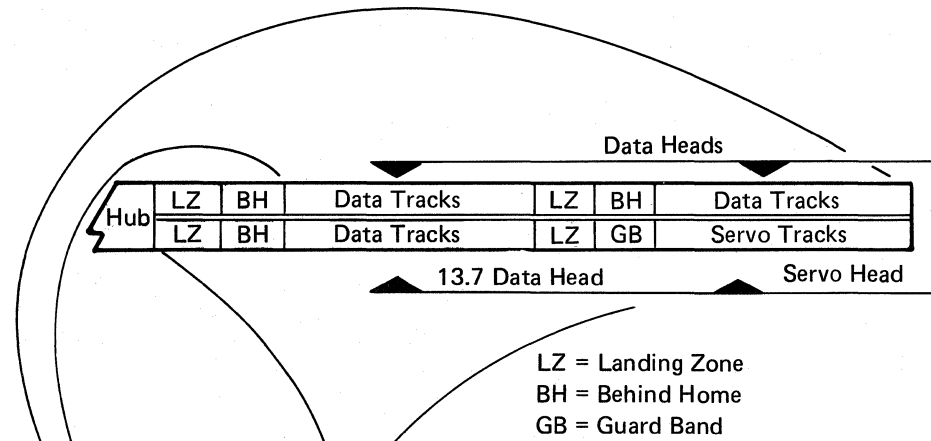 Data Heads
Hub LZ BH Data Tracks LZ BH Data Tracks
LZ BH Data Tracks LZ GB Servo Tracks
13.7 Data Head Servo Head
LZ = Landing Zone
BH = Behind Home
GB = Guard Band